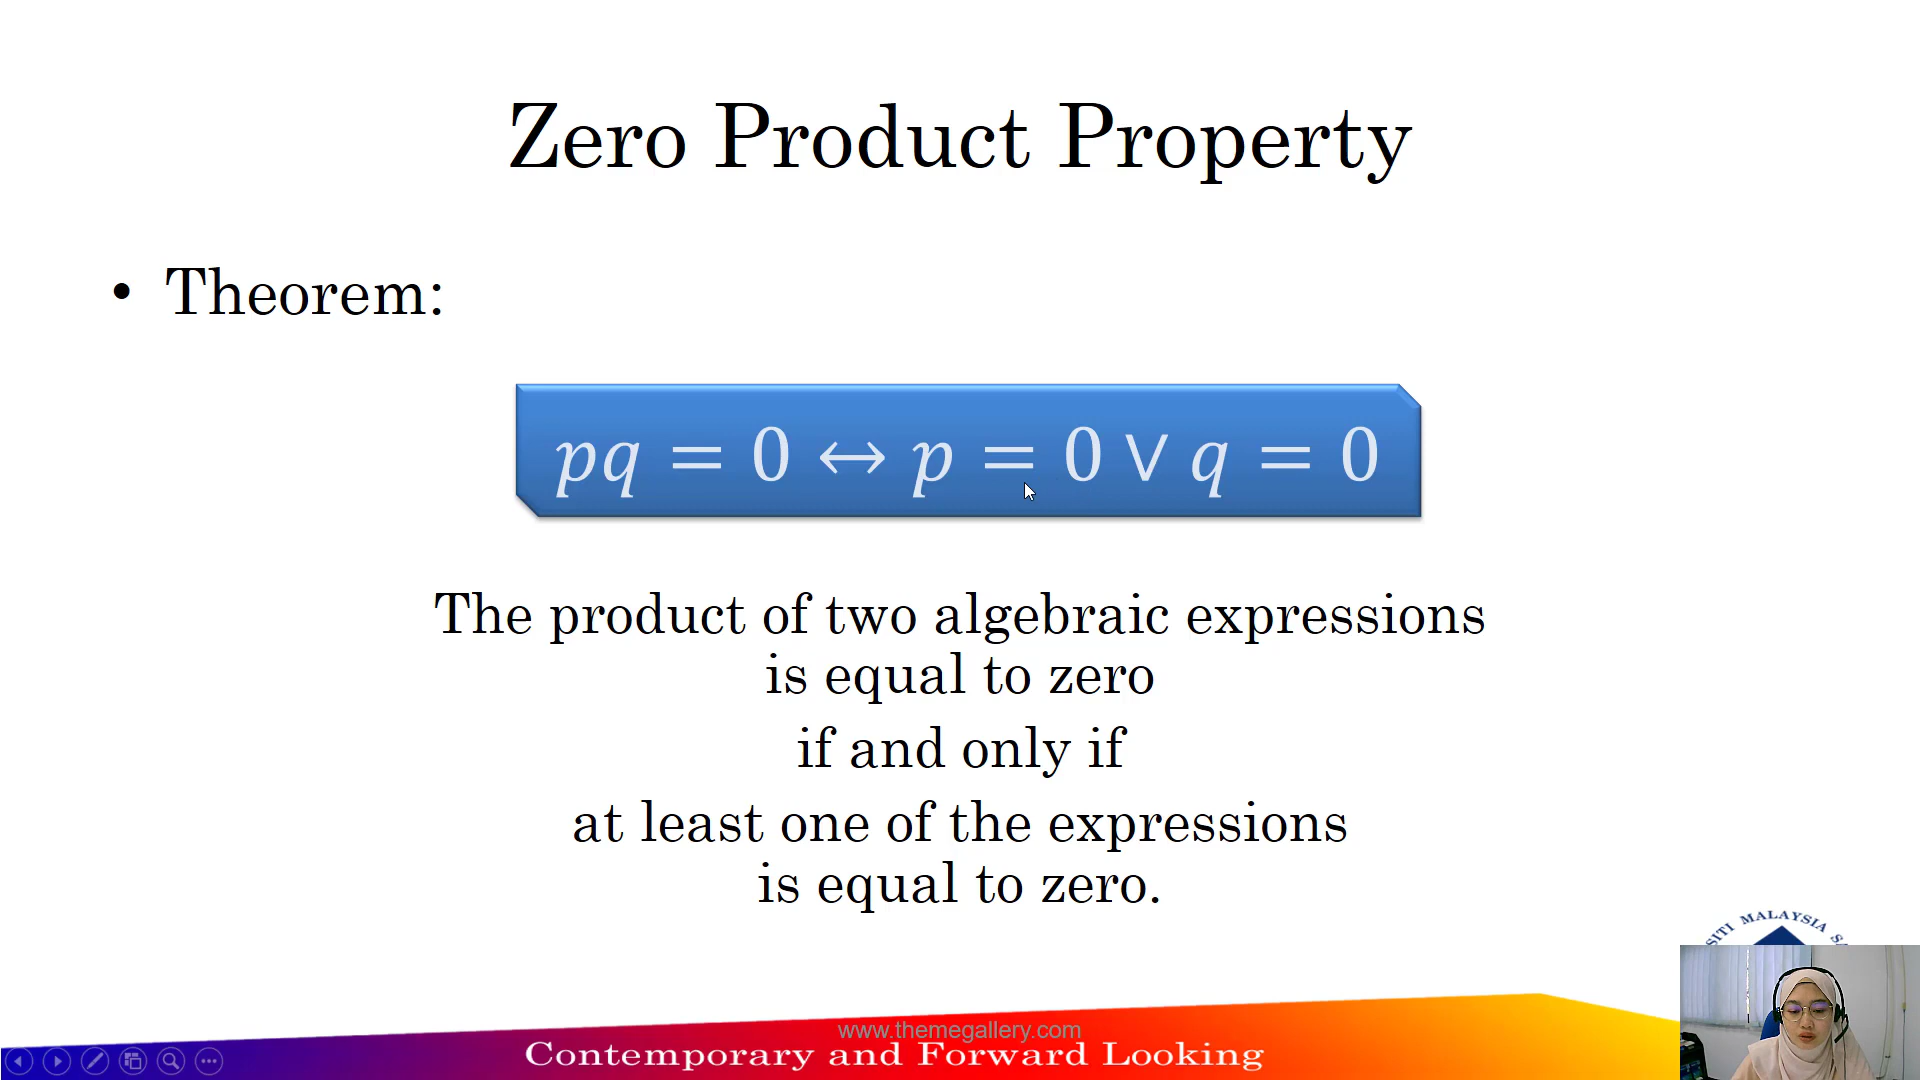 Zero Product Property
• Theorem:
pq = 0 ↔ p = 0 ∨ q = 0
The product of two algebraic expressions
is equal to zero
if and only if
at least one of the expressions
is equal to zero.
MALAYSIA
www.themegallery.com
Contemporary and Forward Looking